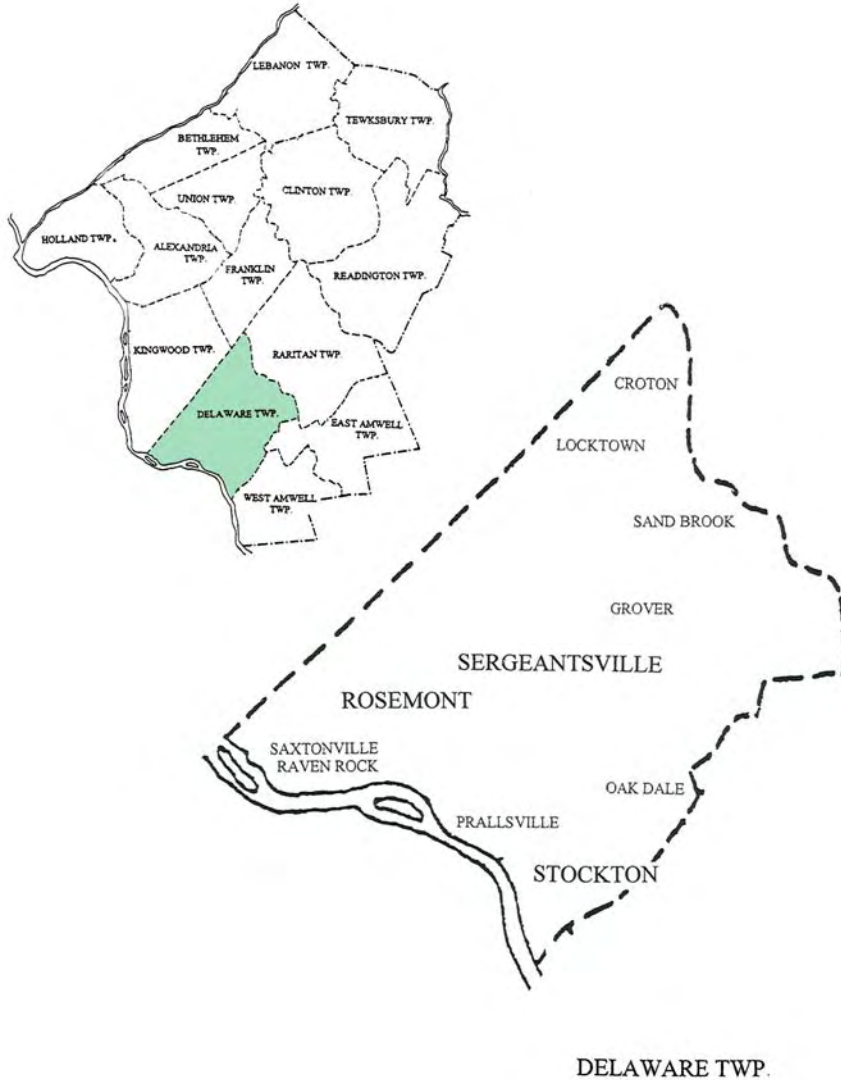 LEBANON TWP.
TEWKSBURY TWP.
BETHLEHEM
TWP.
UNION TWP.
CLINTON TWP.
HOLLAND TWP.
ALEXANDRIA
TWP.
FRANKLIN
TWP.
READINGTON TWP.
KINGWOOD TWP.
RARITAN TWP.
DELAWARE TWP.
EAST AMWELL
TWP.
WEST AMWELL
TWP.
CROTON
LOCKTOWN
SAND BROOK
GROVER
SERGEANTSVILLE
ROSEMONT
SAXTONVILLE
RAVEN ROCK
OAK DALE
PRALLSVILLE
STOCKTON
DELAWARE TWP.